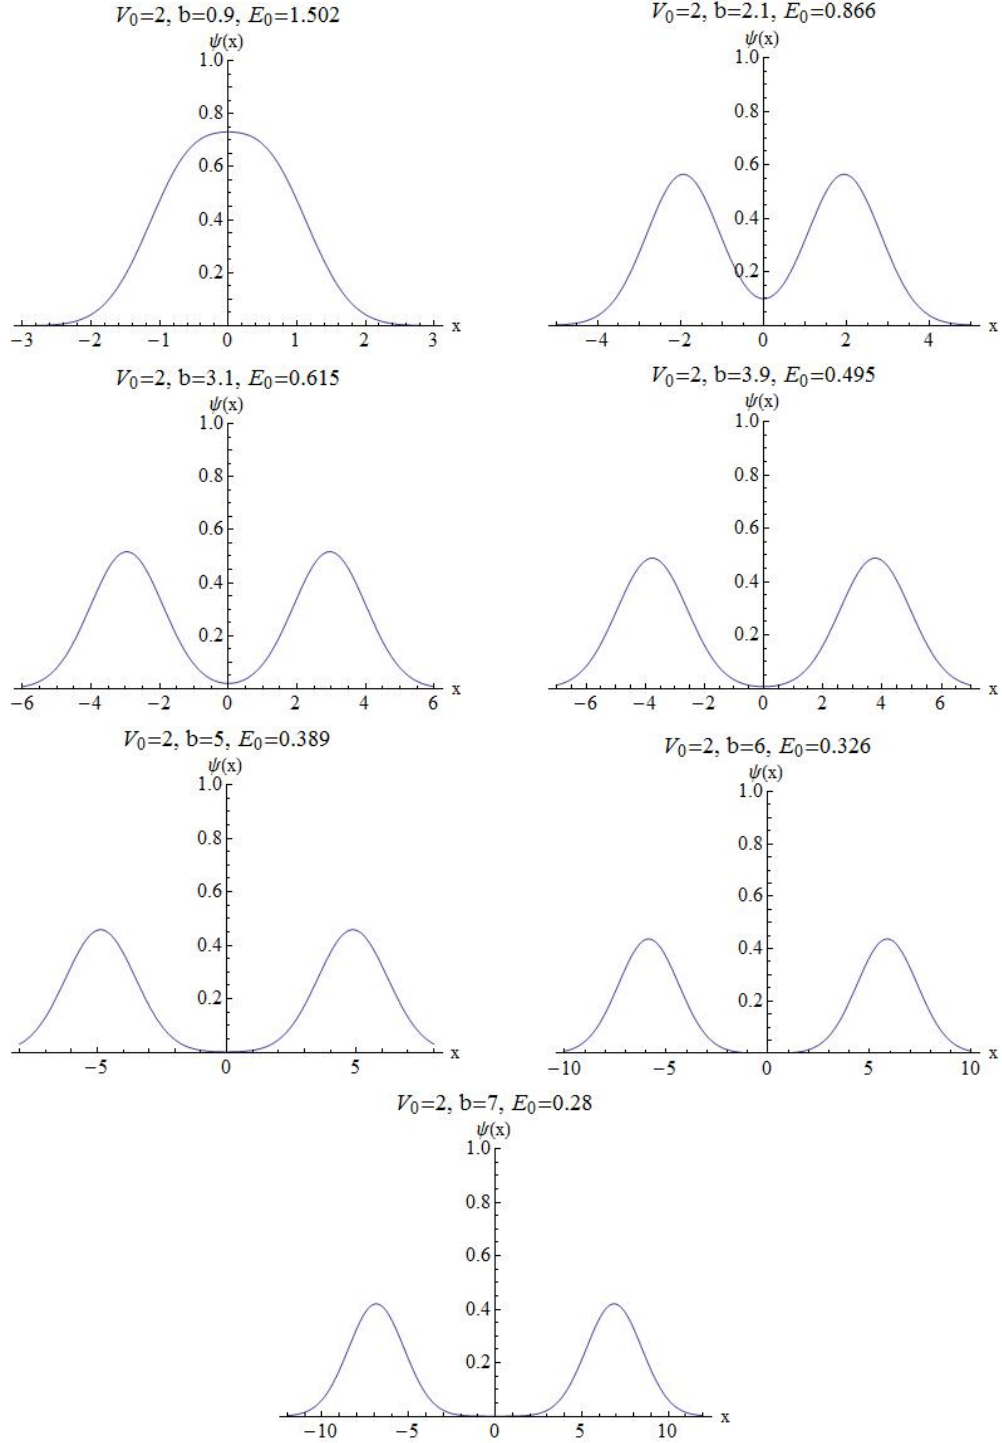 V₀=2, b=0.9, E₀=1.502
ψ(x)
1.0
0.8
0.6
0.4
0.2
−3 −2 −1 0 1 2 3 x
V₀=2, b=2.1, E₀=0.866
ψ(x)
1.0
0.8
0.6
0.4
0.2
−4 −2 0 2 4 x
V₀=2, b=3.1, E₀=0.615
ψ(x)
1.0
0.8
0.6
0.4
0.2
−6 −4 −2 0 2 4 6 x
V₀=2, b=3.9, E₀=0.495
ψ(x)
1.0
0.8
0.6
0.4
0.2
−6 −4 −2 0 2 4 6 x
V₀=2, b=5, E₀=0.389
ψ(x)
1.0
0.8
0.6
0.4
0.2
−5 0 5 x
V₀=2, b=6, E₀=0.326
ψ(x)
1.0
0.8
0.6
0.4
0.2
−10 −5 0 5 10 x
V₀=2, b=7, E₀=0.28
ψ(x)
1.0
0.8
0.6
0.4
0.2
−10 −5 0 5 10 x